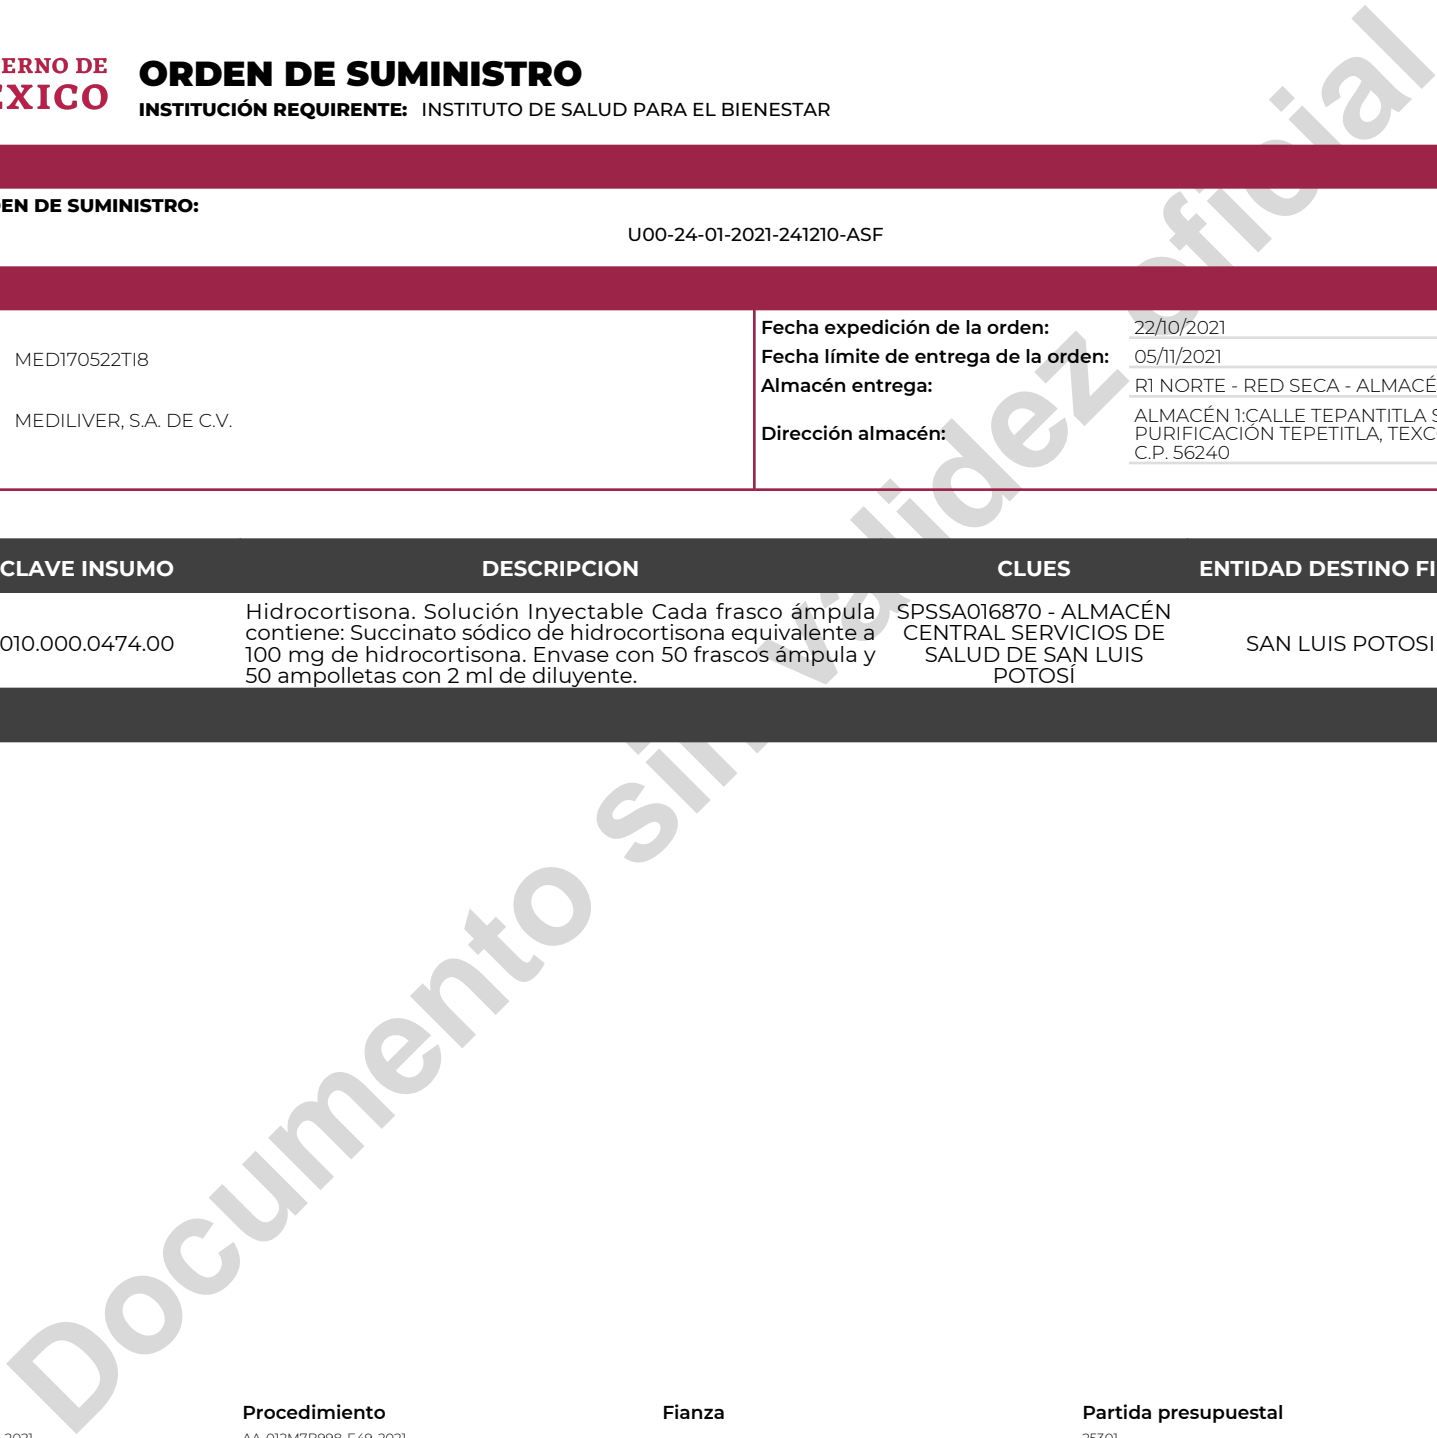 ERNO DE
ORDEN DE SUMINISTRO
INSTITUCIÓN REQUIRENTE: INSTITUTO DE SALUD PARA EL BIENESTAR
EN DE SUMINISTRO:
U00-24-01-2021-241210-ASF
MED170522TI8
MEDILIVER, S.A. DE C.V.
Fecha expedición de la orden: 22/10/2021
Fecha límite de entrega de la orden: 05/11/2021
Almacén entrega: R1 NORTE - RED SECA - ALMACÉ
Dirección almacén:
ALMACÉN 1:CALLE TEPANTITLA S
PURIFICACIÓN TEPETITLA, TEXC
C.P. 56240
CLAVE INSUMO DESCRIPCION CLUES ENTIDAD DESTINO FI
010.000.0474.00
Hidrocortisona. Solución Inyectable Cada frasco ámpula
contiene: Succinato sódico de hidrocortisona equivalente a
100 mg de hidrocortisona. Envase con 50 frascos ámpula y
50 ampolletas con 2 ml de diluyente.
SPSSA016870 - ALMACÉN
CENTRAL SERVICIOS DE
SALUD DE SAN LUIS
POTOSÍ
SAN LUIS POTOSI
Documento sin validez oficial
Procedimiento Fianza Partida presupuestal